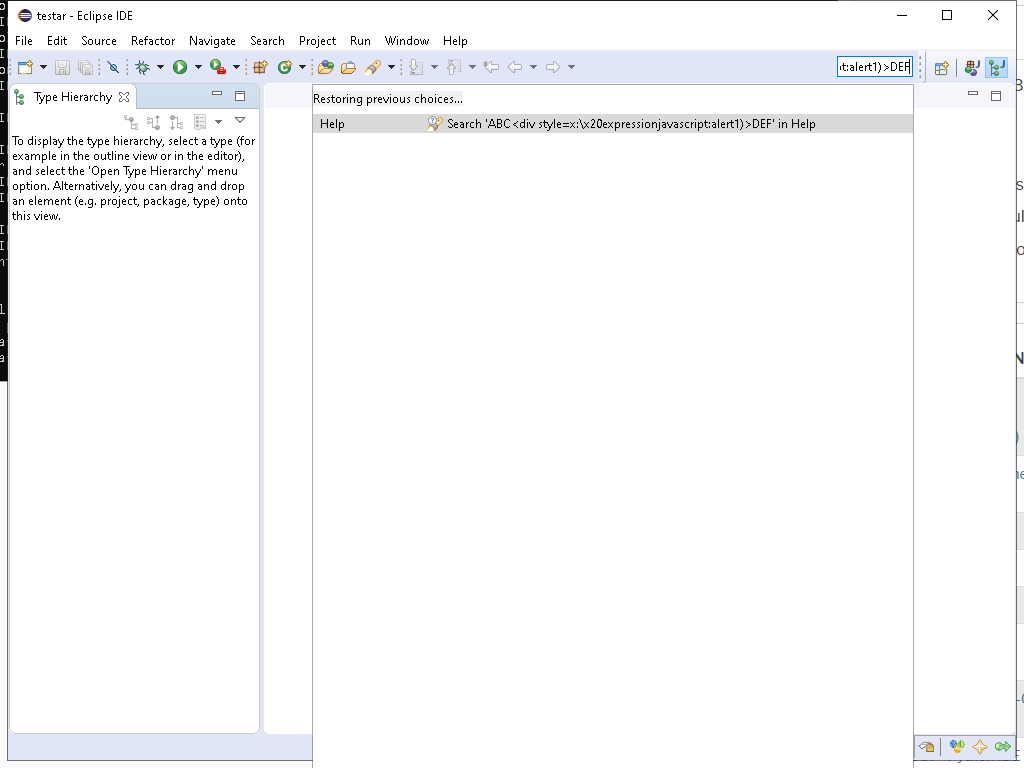 testar - Eclipse IDE
File Edit Source Refactor Navigate Search Project Run Window Help
rt:alert1)>DEF
Type Hierarchy
Restoring previous choices...
Help Search 'ABC<div style=x:\x20expressionjavascript:alert1)>DEF' in Help
To display the type hierarchy, select a type (for
example in the outline view or in the editor),
and select the 'Open Type Hierarchy' menu
option. Alternatively, you can drag and drop
an element (e.g. project, package, type) onto
this view.